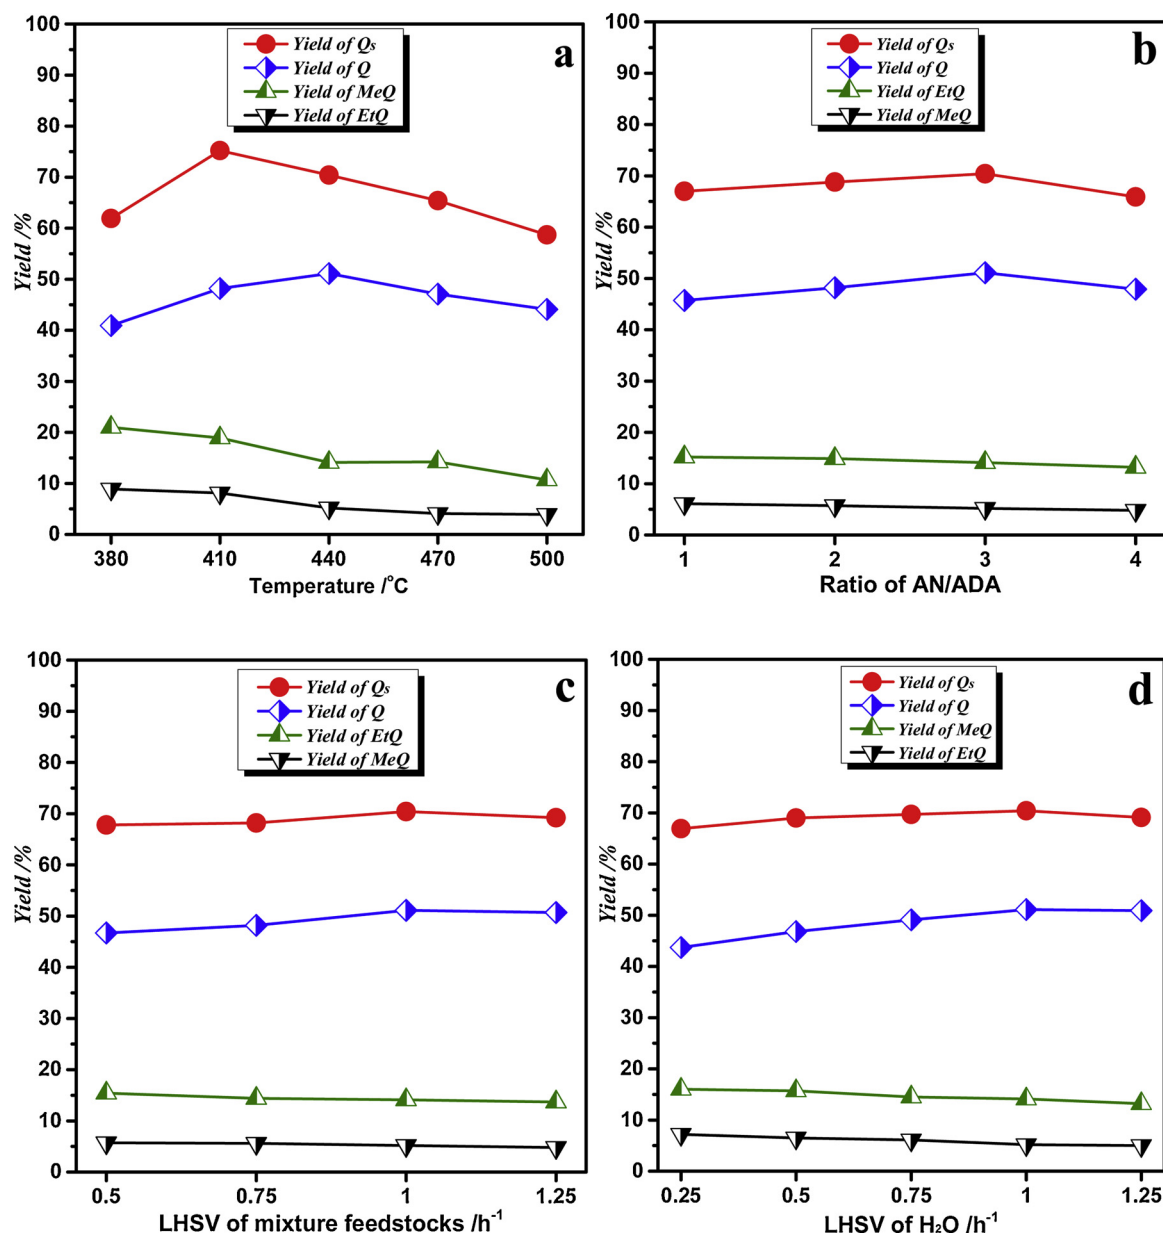 a
Yield of Qs
Yield of Q
Yield of MeQ
Yield of EtQ
Yield /%
100
90
80
70
60
50
40
30
20
10
0
380 410 440 470 500
Temperature /°C
b
Yield of Qs
Yield of Q
Yield of EtQ
Yield of MeQ
Yield /%
100
90
80
70
60
50
40
30
20
10
0
1 2 3 4
Ratio of AN/ADA
c
Yield of Qs
Yield of Q
Yield of EtQ
Yield of MeQ
Yield /%
100
90
80
70
60
50
40
30
20
10
0
0.5 0.75 1 1.25
LHSV of mixture feedstocks /h⁻¹
d
Yield of Qs
Yield of Q
Yield of MeQ
Yield of EtQ
Yield /%
100
90
80
70
60
50
40
30
20
10
0
0.25 0.5 0.75 1 1.25
LHSV of H₂O /h⁻¹